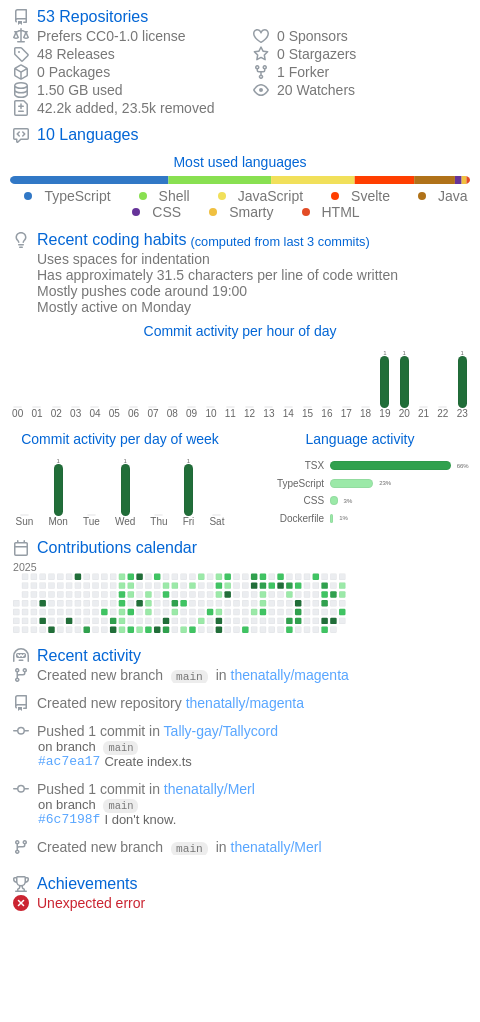 53 Repositories
Prefers CC0-1.0 license
0 Sponsors
48 Releases
0 Stargazers
0 Packages
1 Forker
1.50 GB used
20 Watchers
42.2k added, 23.5k removed
10 Languages
Most used languages
TypeScript Shell JavaScript Svelte Java
CSS Smarty HTML
Recent coding habits (computed from last 3 commits)
Uses spaces for indentation
Has approximately 31.5 characters per line of code written
Mostly pushes code around 19:00
Mostly active on Monday
Commit activity per hour of day
1 1 1
00 01 02 03 04 05 06 07 08 09 10 11 12 13 14 15 16 17 18 19 20 21 22 23
Commit activity per day of week
1 1 1
Sun Mon Tue Wed Thu Fri Sat
Language activity
TSX 66%
TypeScript 23%
CSS 3%
Dockerfile
Contributions calendar
2025
Recent activity
Created new branch main in thenatally/magenta
Created new repository thenatally/magenta
Pushed 1 commit in Tally-gay/Tallycord
on branch main
#ac7ea17 Create index.ts
Pushed 1 commit in thenatally/Merl
on branch main
#6c7198f I don't know.
Created new branch main in thenatally/Merl
Achievements
Unexpected error